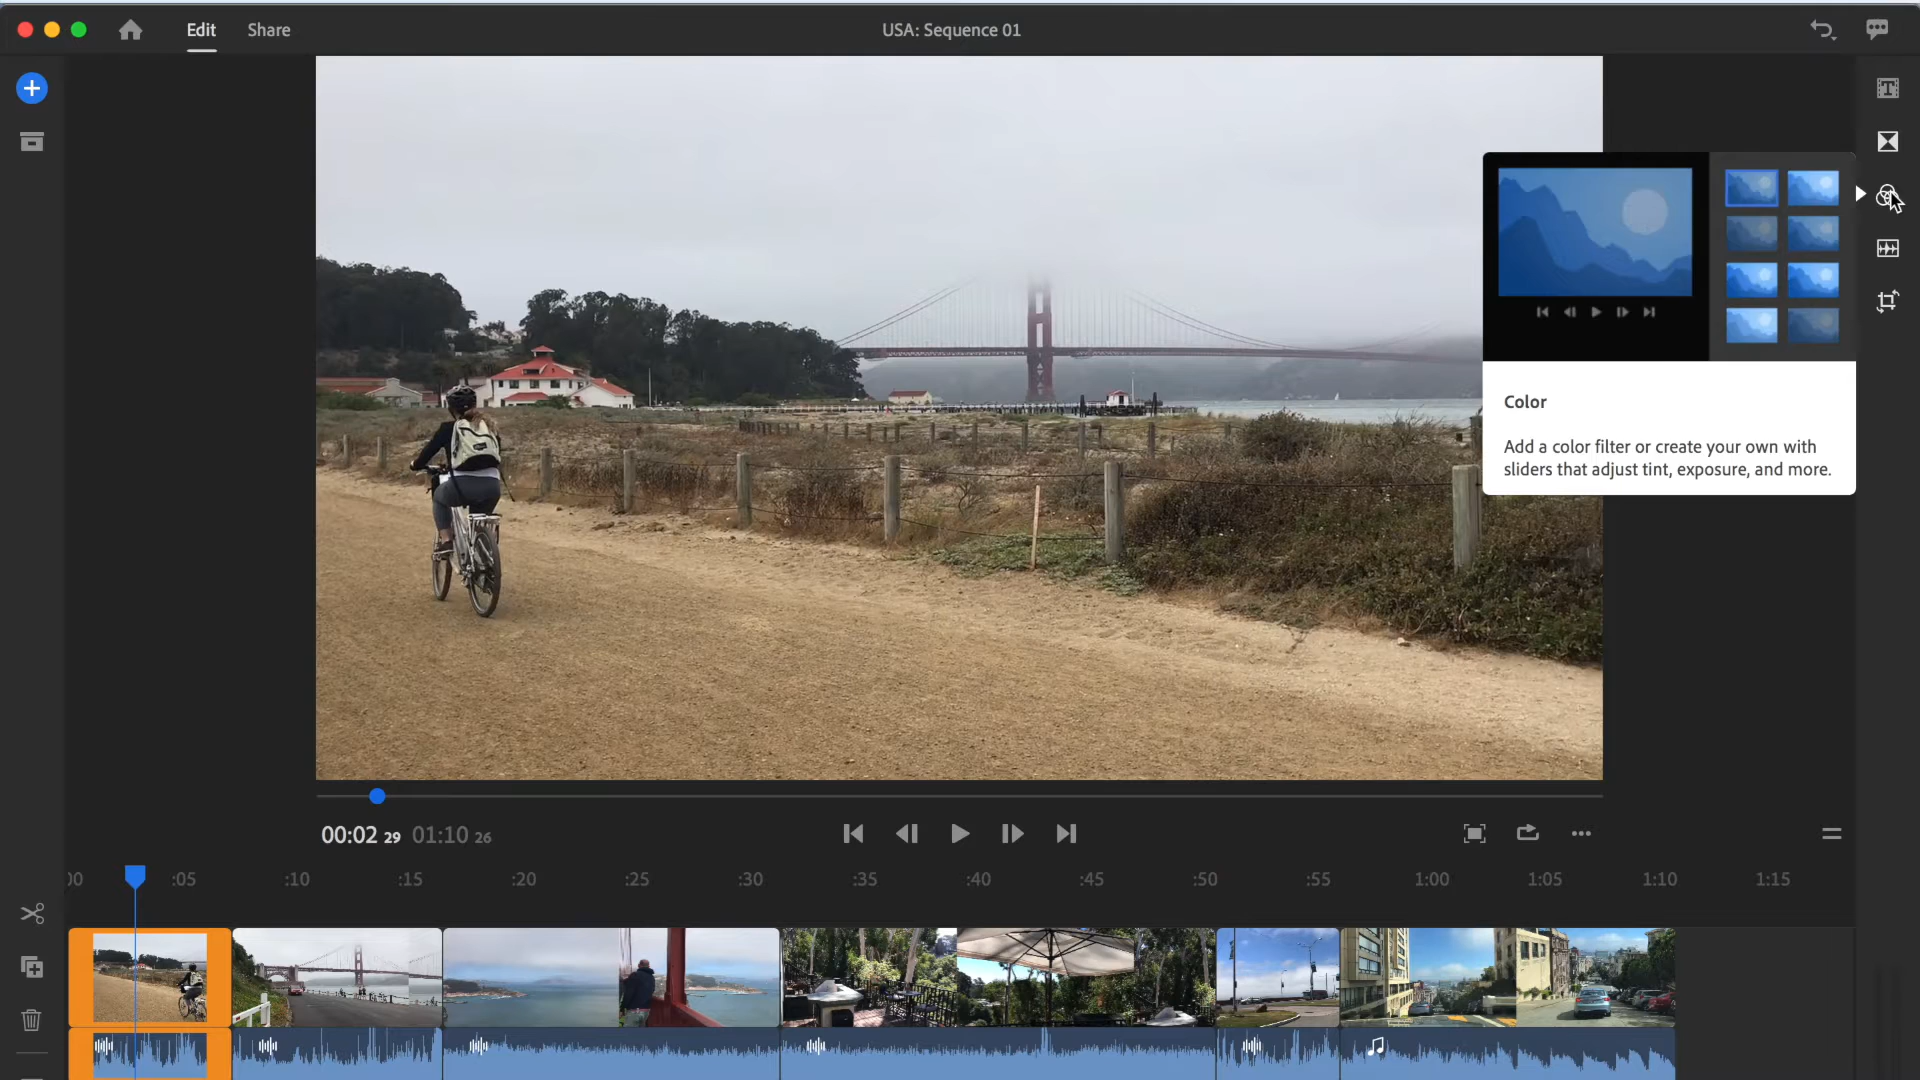 Edit
Share
USA: Sequence 01
Color
Add a color filter or create your own with
sliders that adjust tint, exposure, and more.
00:02 29 01:10 26
:05 :10 :15 :20 :25 :30 :35 :40 :45 :50 :55 1:00 1:05 1:10 1:15